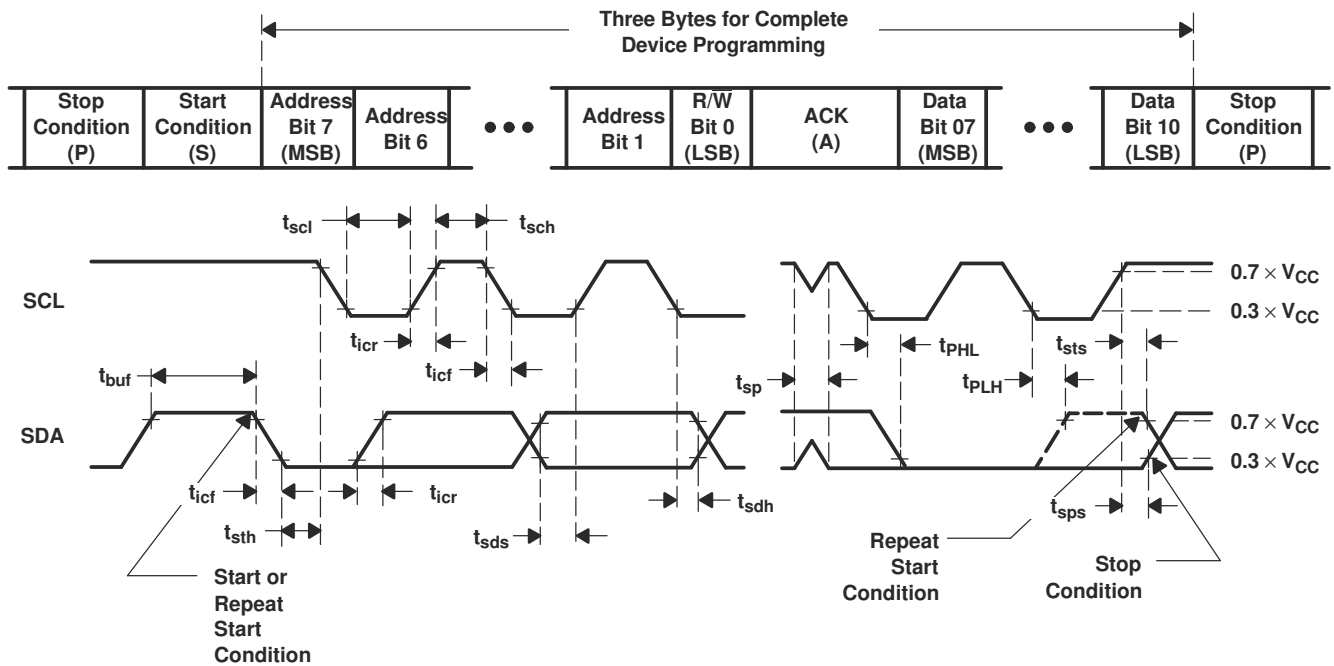 Three Bytes for Complete
Device Programming
Stop
Condition
(P)
Start
Condition
(S)
Address
Bit 7
(MSB)
Address
Bit 6
•••
Address
Bit 1
R/W̅
Bit 0
(LSB)
ACK
(A)
Data
Bit 07
(MSB)
•••
Data
Bit 10
(LSB)
Stop
Condition
(P)
tscl
tsch
SCL
0.7 × VCC
0.3 × VCC
ticr
ticf
tPHL
tsts
tbuf
tsp
tPLH
SDA
0.7 × VCC
0.3 × VCC
ticf
ticr
tsdh
tsth
tsds
tsps
Start or
Repeat
Start
Condition
Repeat
Start
Condition
Stop
Condition